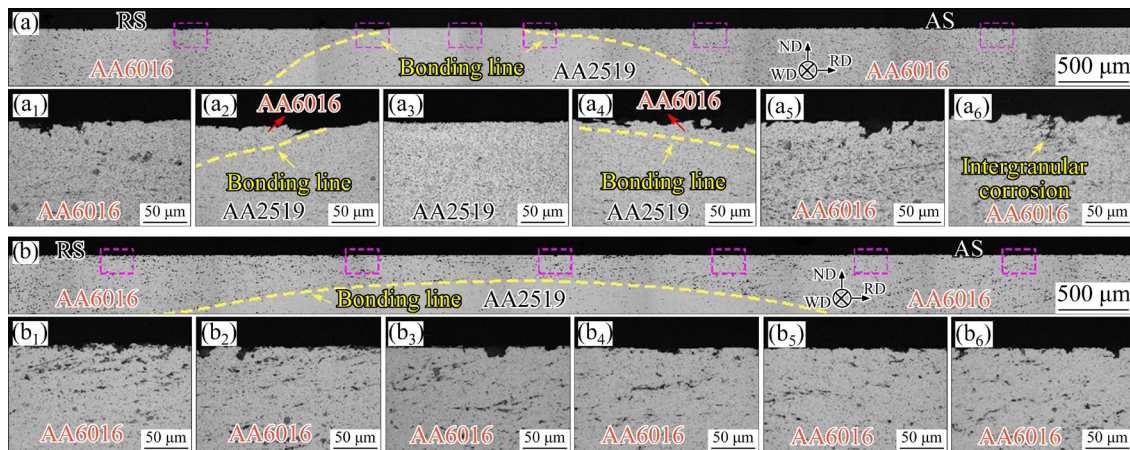 (a) RS AS
AA6016 Bonding line AA2519 ND WD RD AA6016 500 μm
(a1) (a2) AA6016 (a3) (a4) AA6016 (a5) (a6)
Bonding line Bonding line Intergranular
corrosion
AA6016 50 μm AA2519 50 μm 50 μm AA2519 50 μm AA6016 50 μm AA6016 50 μm
(b) RS AS
AA6016 Bonding line AA2519 ND WD RD AA6016 500 μm
(b1) (b2) (b3) (b4) (b5) (b6)
AA6016 50 μm AA6016 50 μm AA6016 50 μm AA6016 50 μm AA6016 50 μm AA6016 50 μm